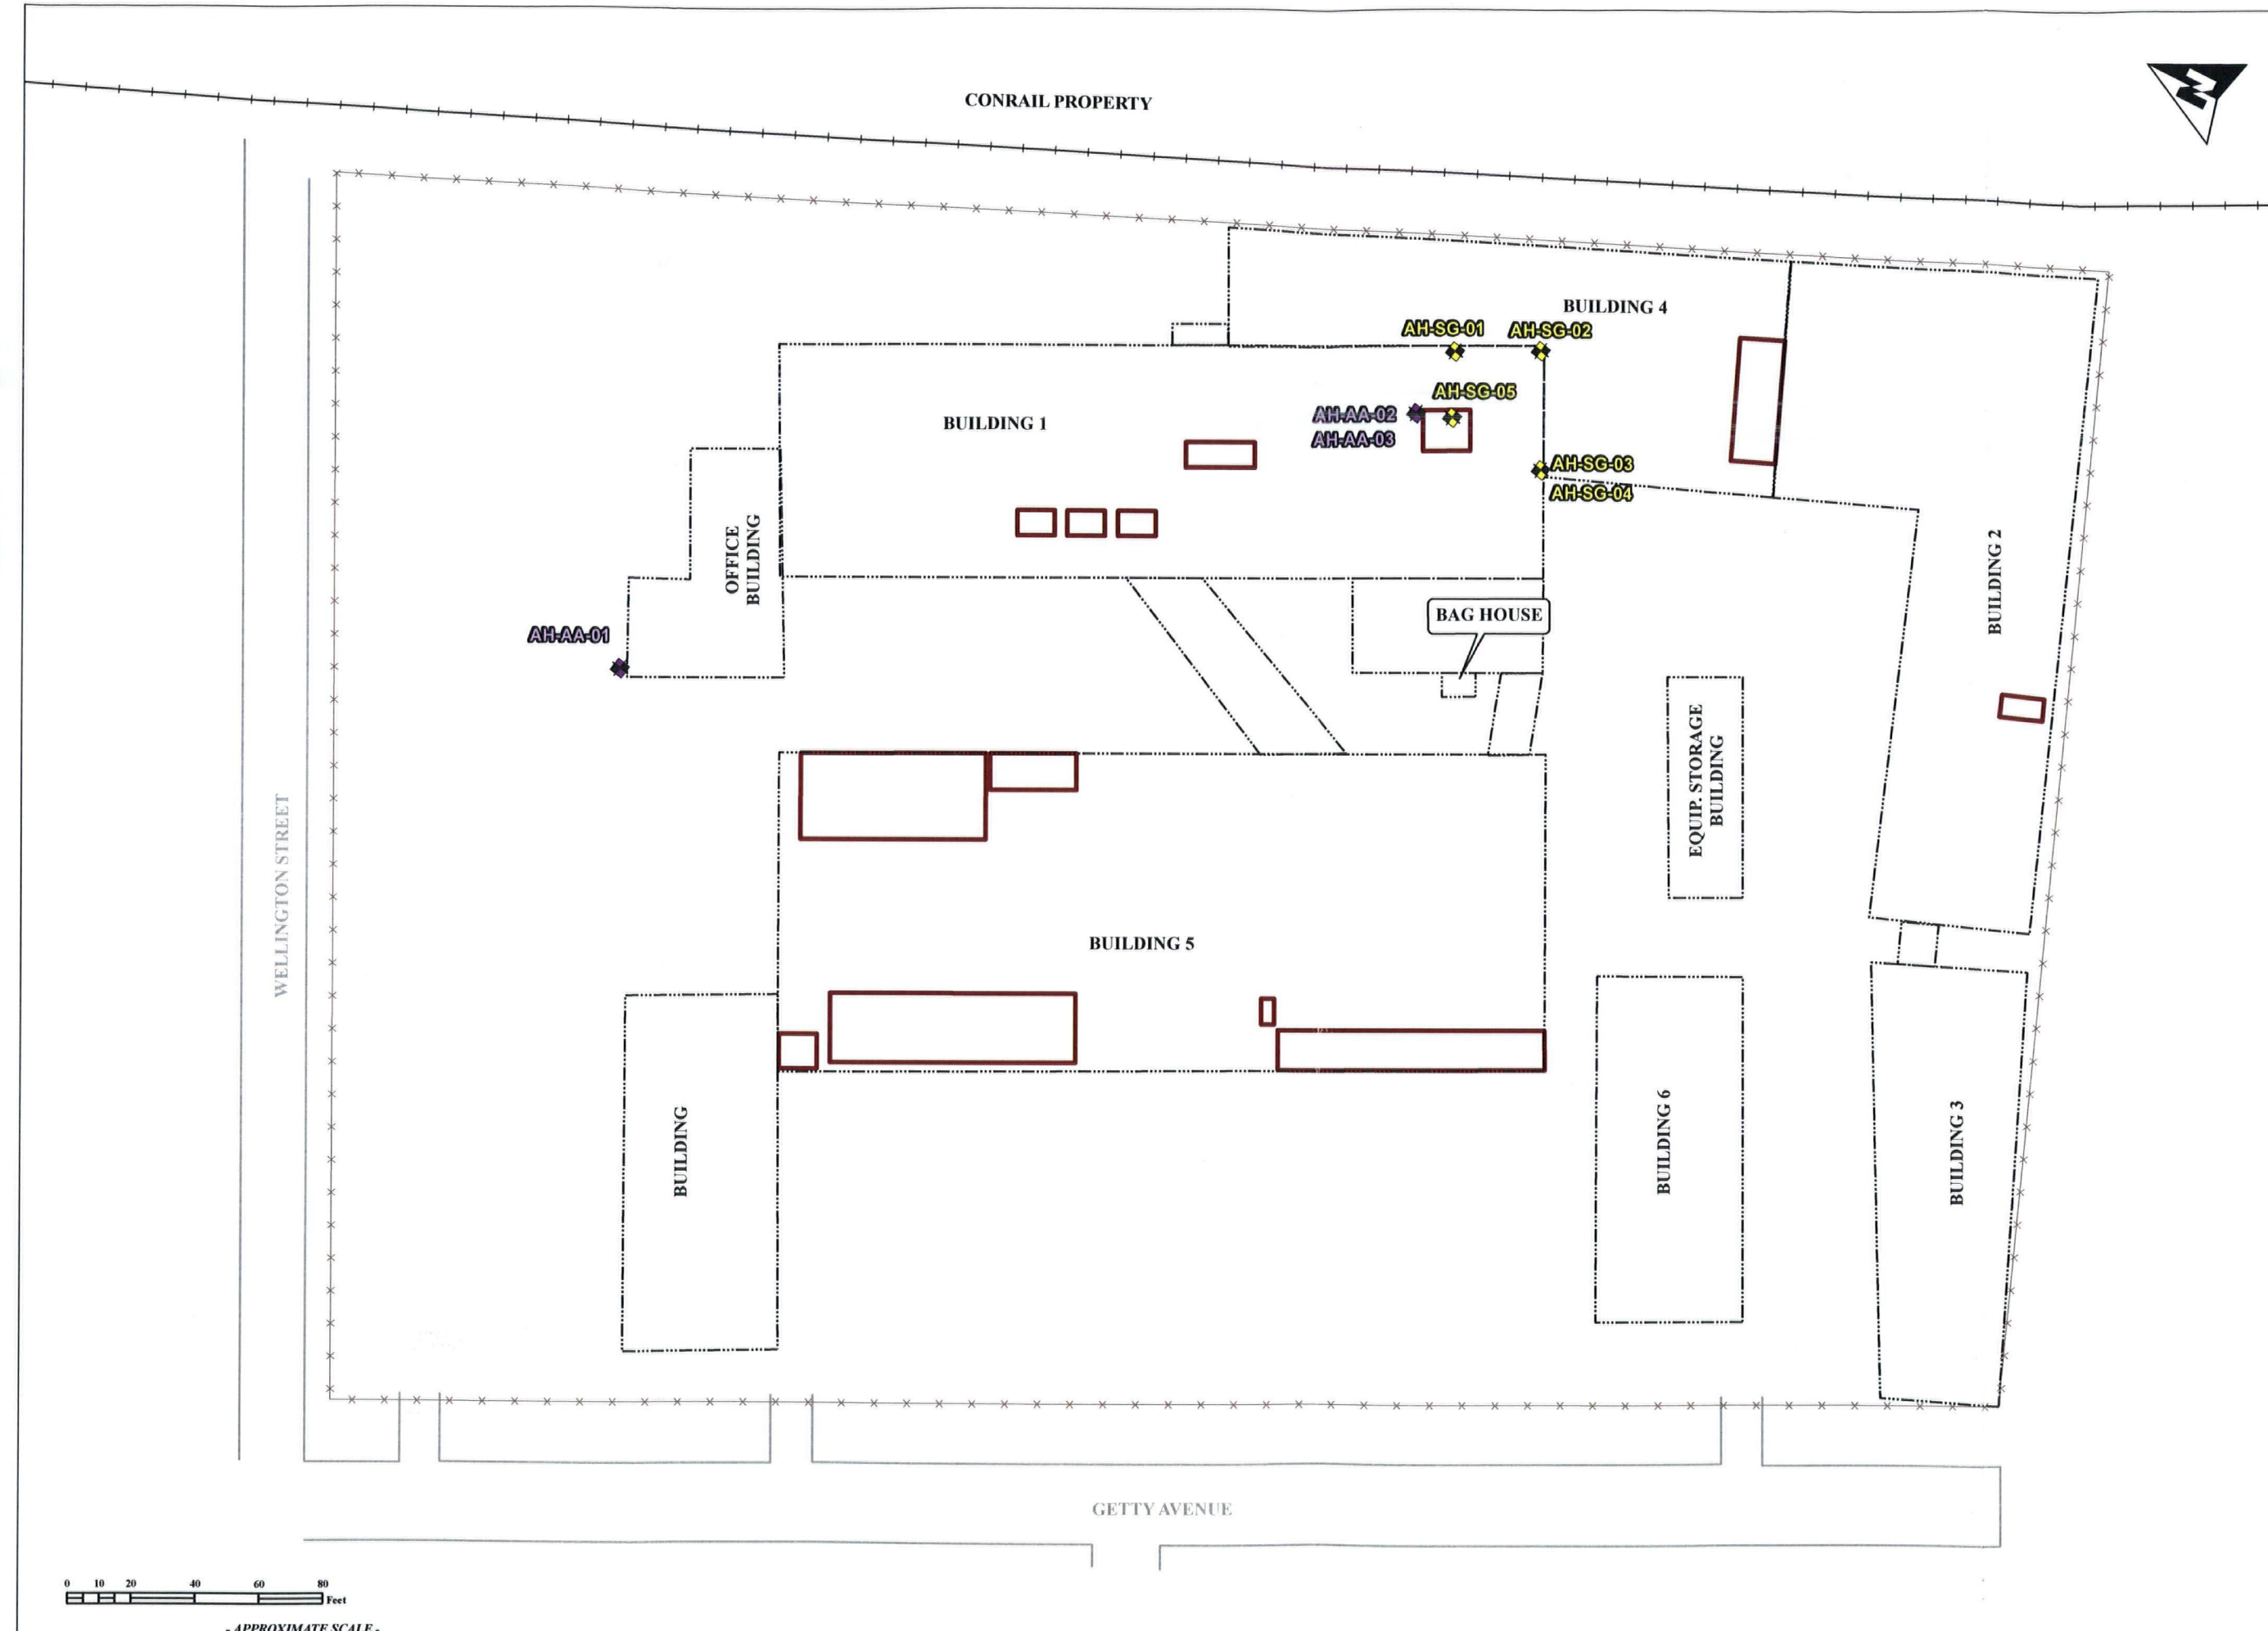 CONRAIL PROPERTY
N
BUILDING 4
AH-SG-01
AH-SG-02
AH-SG-05
AH-AA-02
AH-AA-03
BUILDING 1
AH-SG-03
AH-SG-04
OFFICE
BUILDING
BUILDING 2
BAG HOUSE
AH-AA-01
EQUIP. STORAGE
BUILDING
WELLINGTON STREET
BUILDING 5
BUILDING
BUILDING 6
BUILDING 3
GETTY AVENUE
0 10 20 40 60 80
Feet
- APPROXIMATE SCALE -